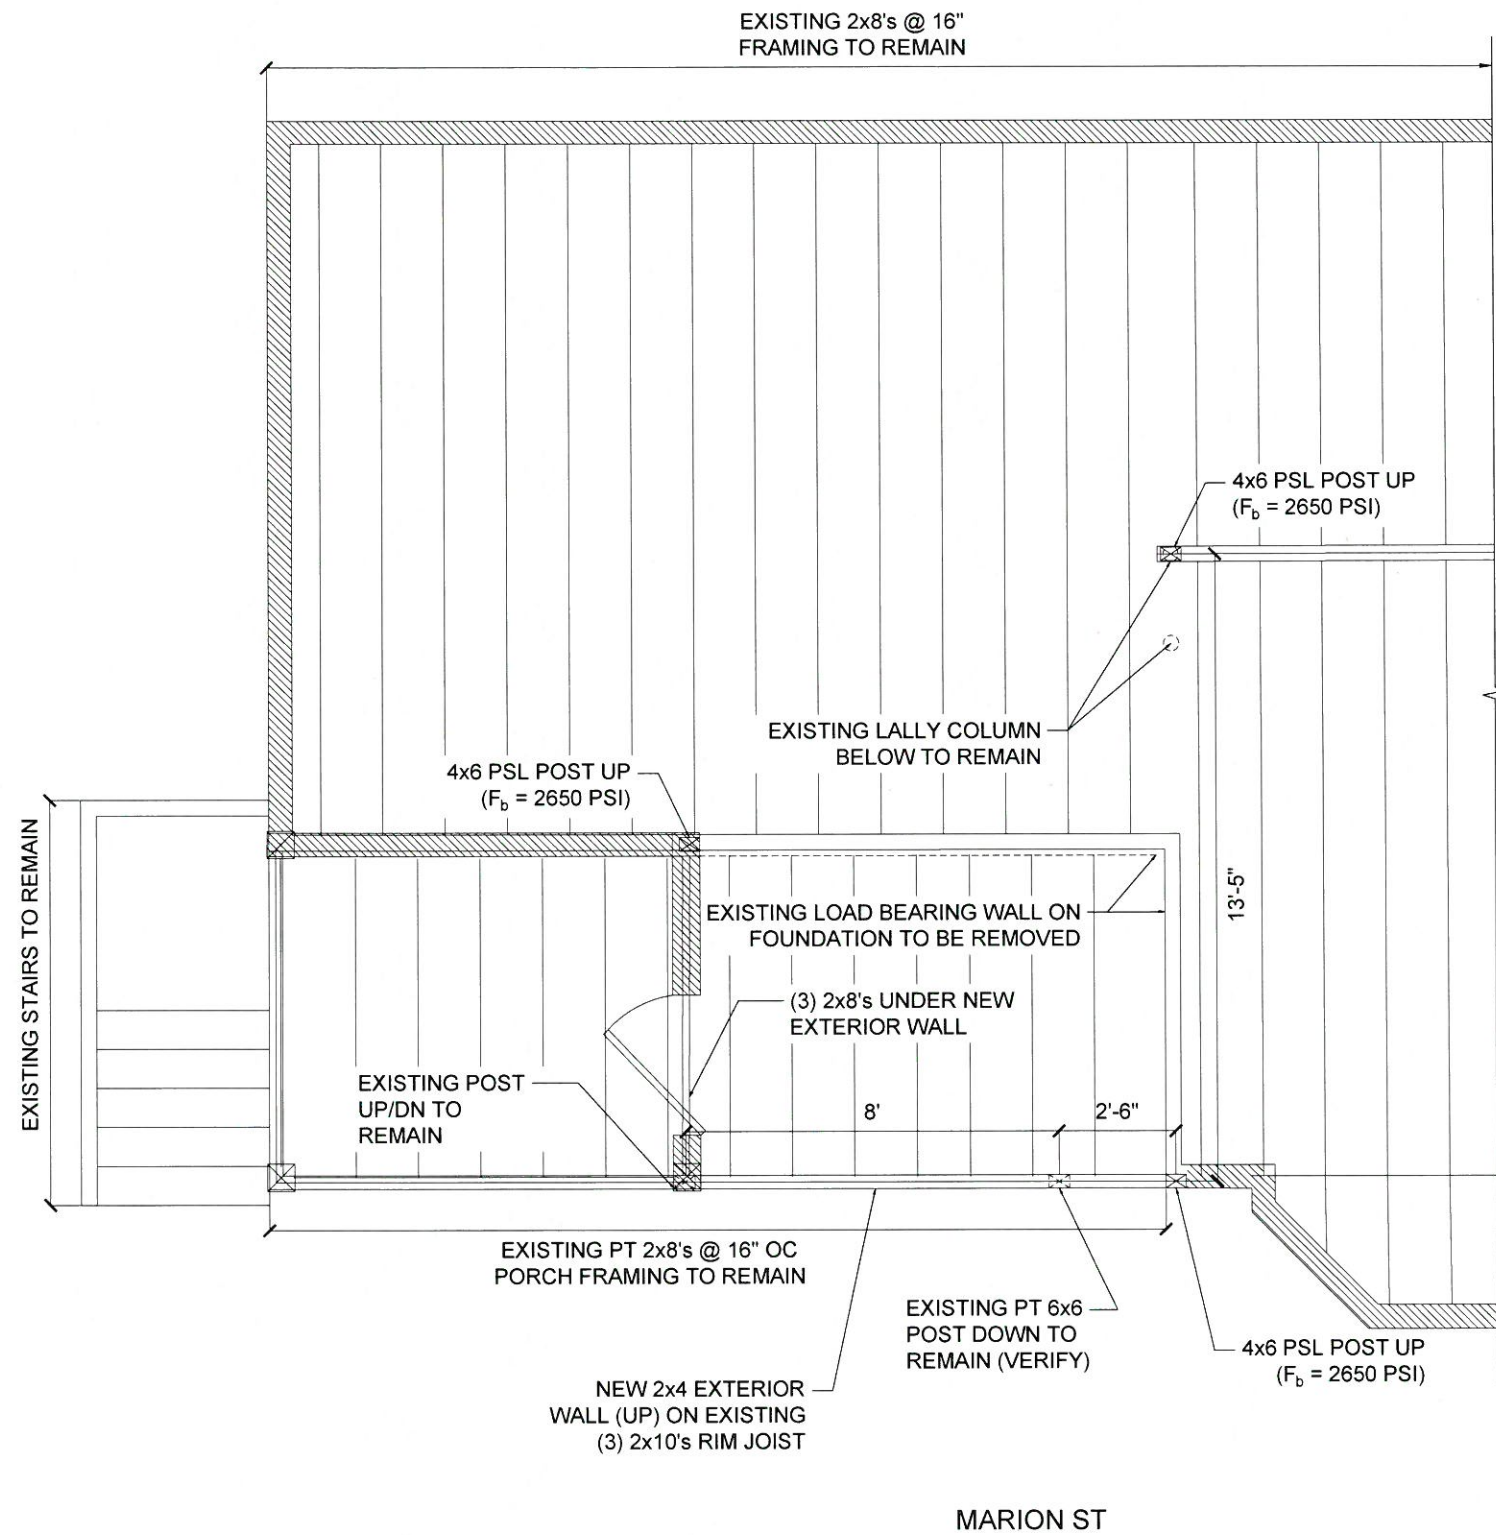 EXISTING 2x8's @ 16"
FRAMING TO REMAIN
4x6 PSL POST UP
(Fb = 2650 PSI)
EXISTING LALLY COLUMN
BELOW TO REMAIN
4x6 PSL POST UP
(Fb = 2650 PSI)
EXISTING STAIRS TO REMAIN
13'-5"
EXISTING LOAD BEARING WALL ON
FOUNDATION TO BE REMOVED
(3) 2x8's UNDER NEW
EXTERIOR WALL
EXISTING POST
UP/DN TO
REMAIN
8'
2'-6"
EXISTING PT 2x8's @ 16" OC
PORCH FRAMING TO REMAIN
EXISTING PT 6x6
POST DOWN TO
REMAIN (VERIFY)
4x6 PSL POST UP
(Fb = 2650 PSI)
NEW 2x4 EXTERIOR
WALL (UP) ON EXISTING
(3) 2x10's RIM JOIST
MARION ST